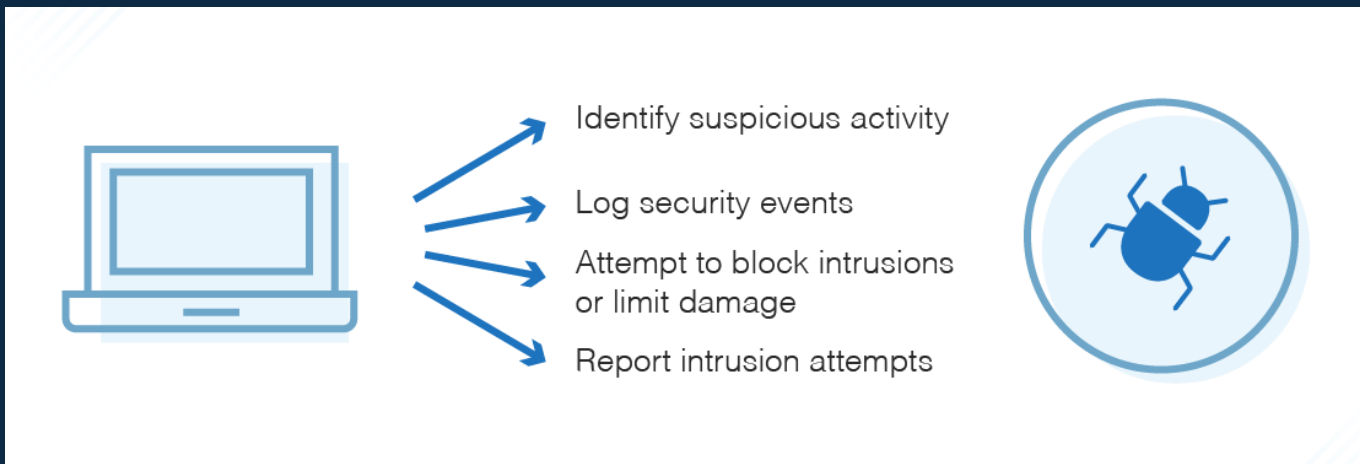 Identify suspicious activity
Log security events
Attempt to block intrusions
or limit damage
Report intrusion attempts